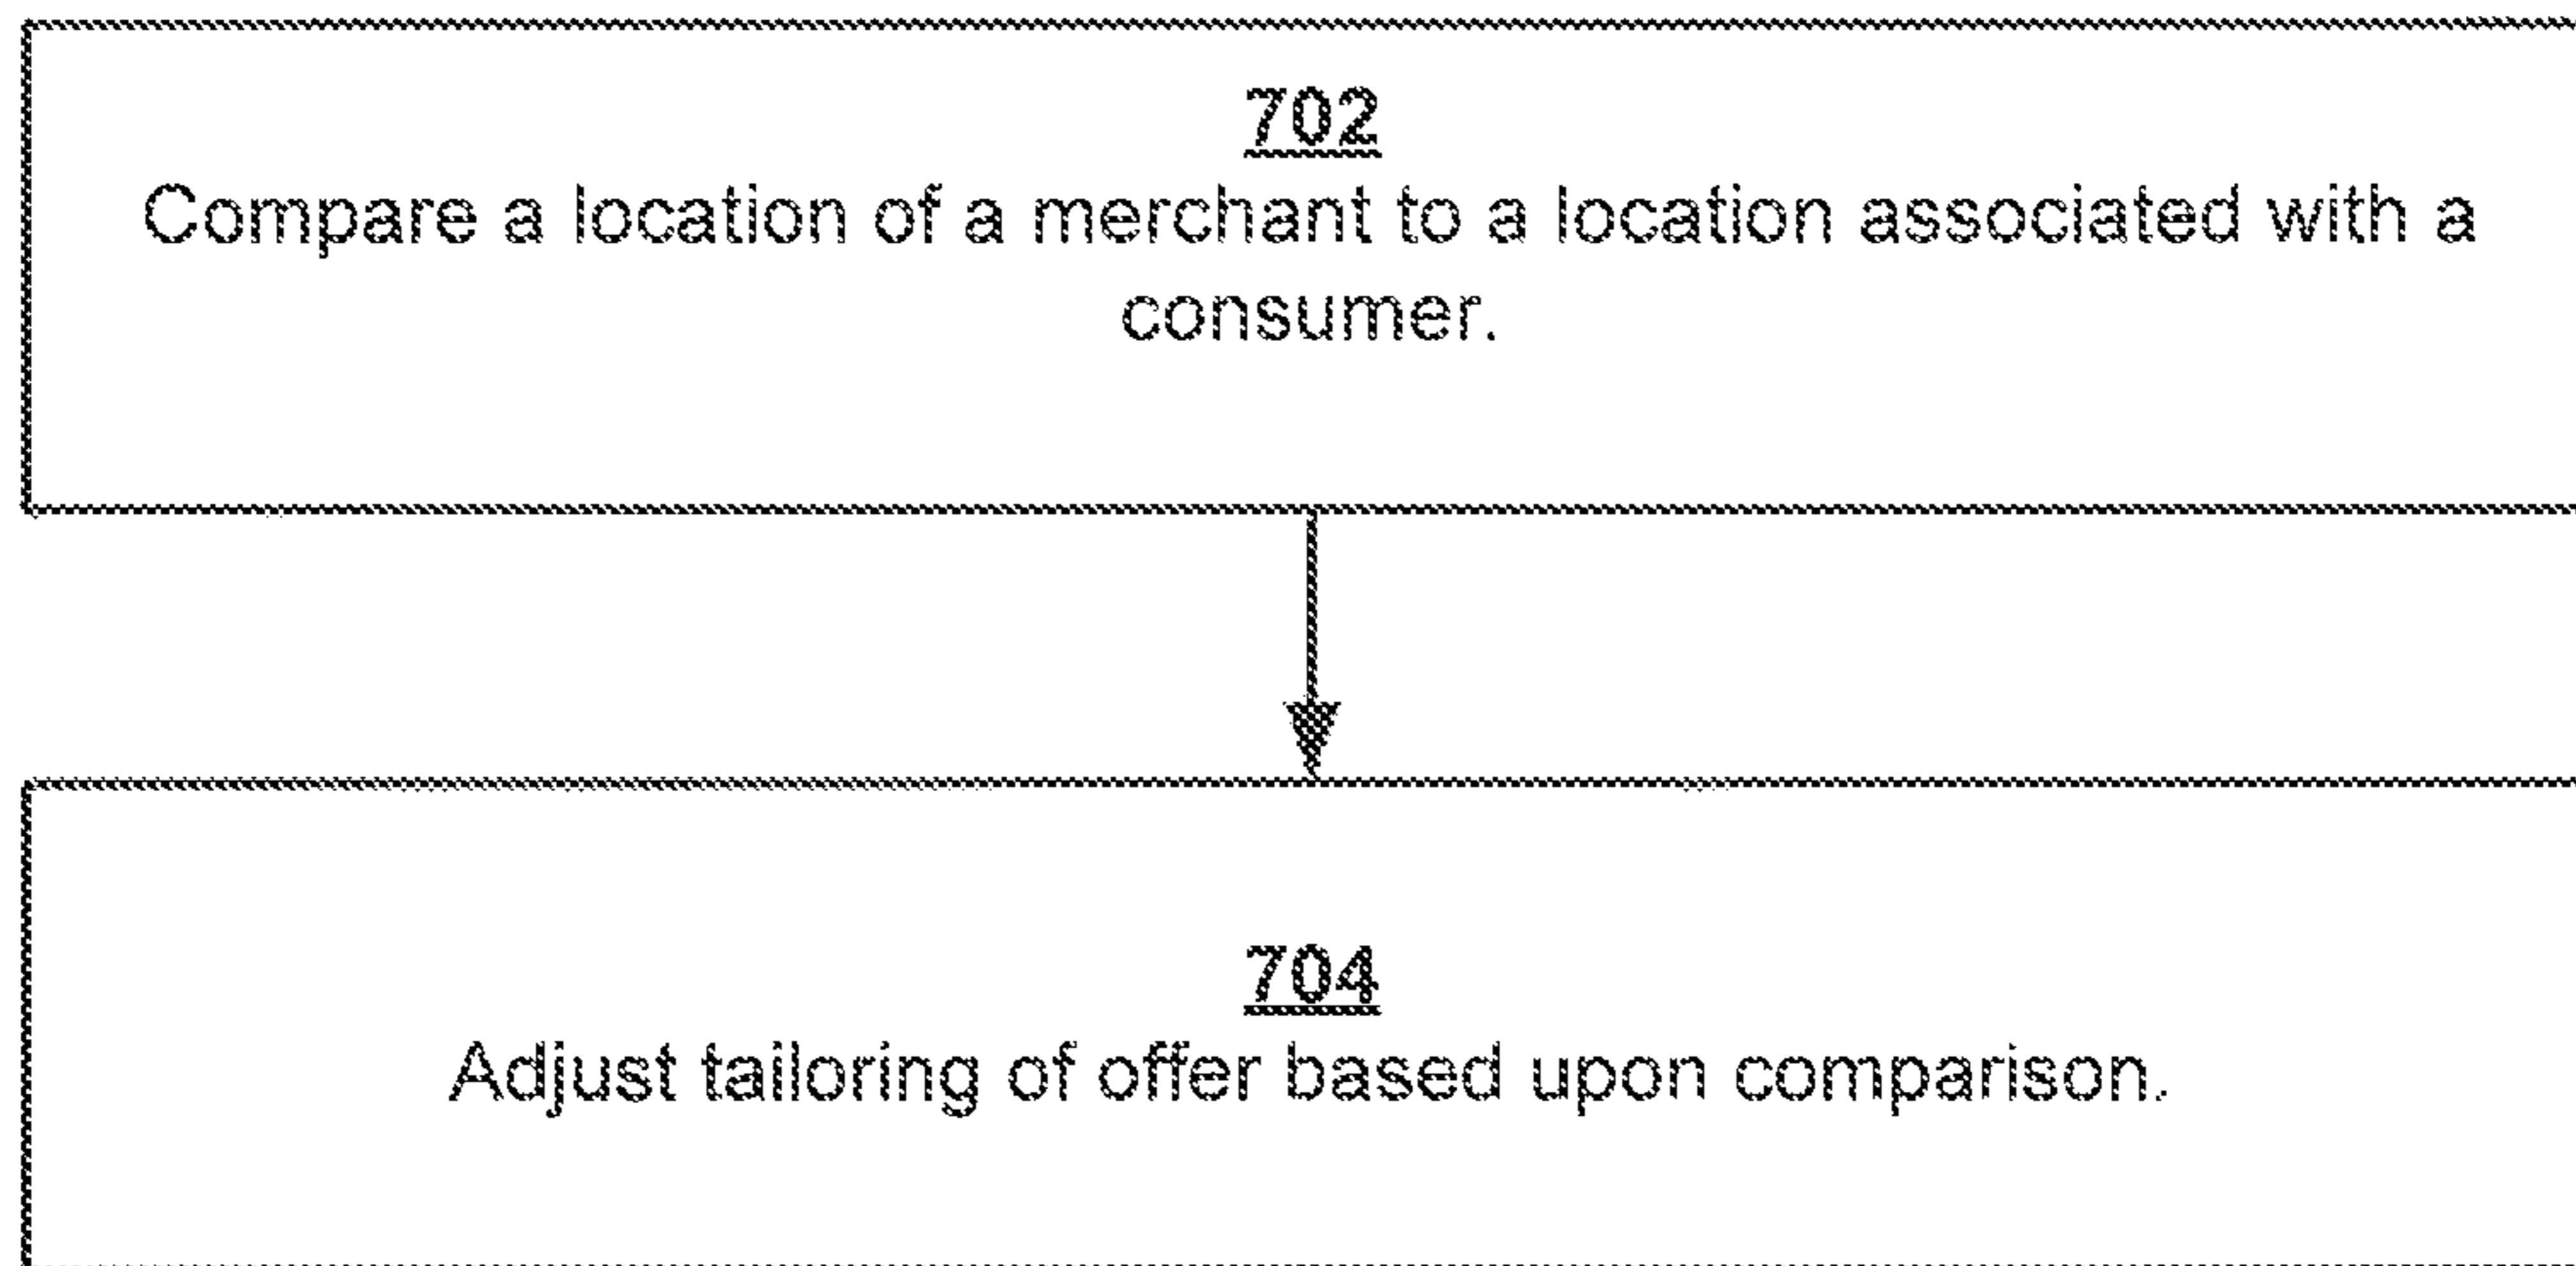 702
Compare a location of a merchant to a location associated with a
consumer.
704
Adjust tailoring of offer based upon comparison.